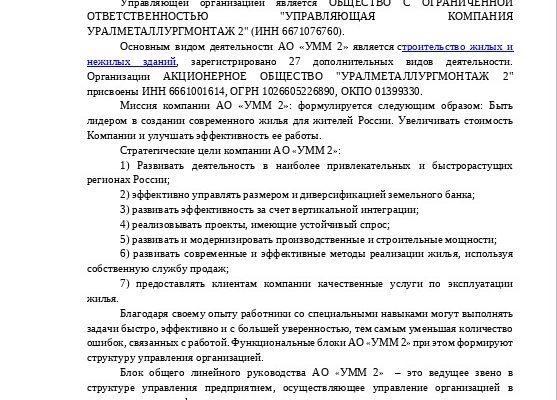 Управляющей организацией является ОБЩЕСТВО С ОГРАНИЧЕННОЙ
ОТВЕТСТВЕННОСТЬЮ "УПРАВЛЯЮЩАЯ КОМПАНИЯ
УРАЛМЕТАЛЛУРГМОНТАЖ 2" (ИНН 6671076760).
Основным видом деятельности АО «УММ 2» является строительство жилых и
нежилых зданий, зарегистрировано 27 дополнительных видов деятельности.
Организации АКЦИОНЕРНОЕ ОБЩЕСТВО "УРАЛМЕТАЛЛУРГМОНТАЖ 2"
присвоены ИНН 6661001614, ОГРН 1026605226890, ОКПО 01399330.
Миссия компании АО «УММ 2»: формулируется следующим образом: Быть
лидером в создании современного жилья для жителей России. Увеличивать стоимость
Компании и улучшать эффективность ее работы.
Стратегические цели компании АО «УММ 2»:
1) Развивать деятельность в наиболее привлекательных и быстрорастущих
регионах России;
2) эффективно управлять размером и диверсификацией земельного банка;
3) развивать эффективность за счет вертикальной интеграции;
4) реализовывать проекты, имеющие устойчивый спрос;
5) развивать и модернизировать производственные и строительные мощности;
6) развивать современные и эффективные методы реализации жилья, используя
собственную службу продаж;
7) предоставлять клиентам компании качественные услуги по эксплуатации
жилья.
Благодаря своему опыту работники со специальными навыками могут выполнять
задачи быстро, эффективно и с большей уверенностью, тем самым уменьшая количество
ошибок, связанных с работой. Функциональные блоки АО «УММ 2» при этом формируют
структуру управления организацией.
Блок общего линейного руководства АО «УММ 2» – это ведущее звено в
структуре управления предприятием, осуществляющее управление организацией в